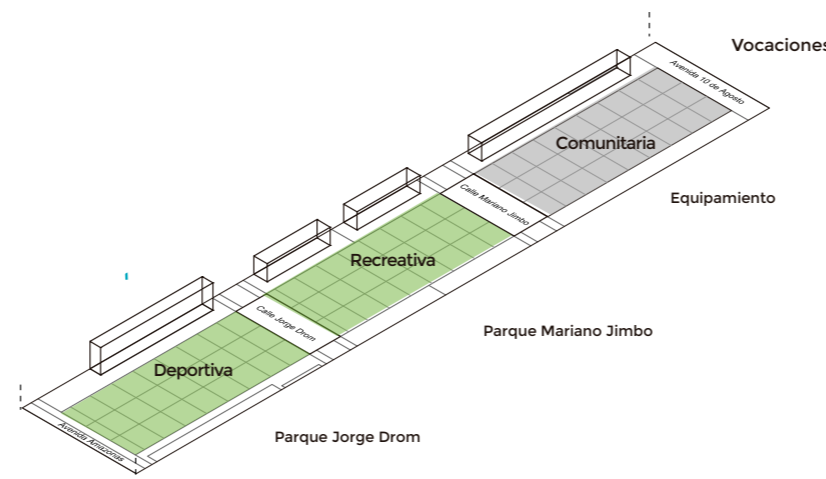 Vocaciones
Avenida 10 de Agosto
Comunitaria
Equipamiento
Calle Mariano Jimbo
Recreativa
Parque Mariano Jimbo
Calle Jorge Drom
Deportiva
Parque Jorge Drom
Avenida Amazonas